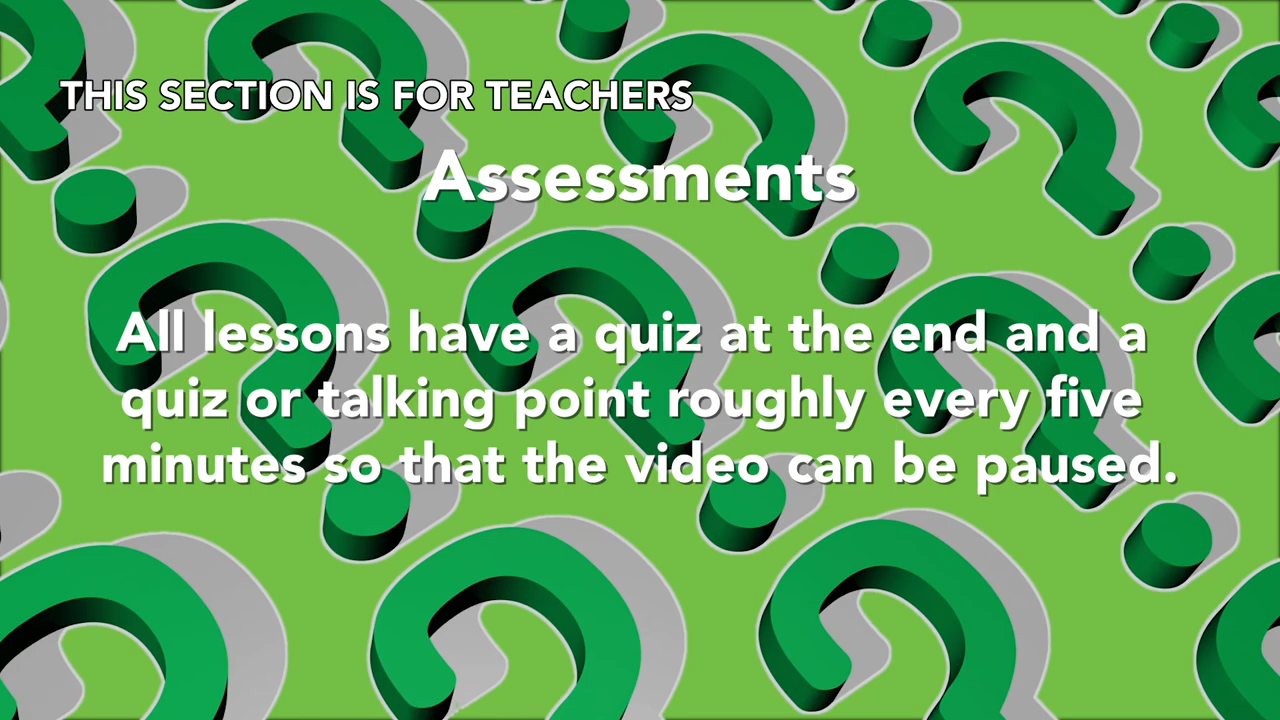 THIS SECTION IS FOR TEACHERS
Assessments
All lessons have a quiz at the end and a
quiz or talking point roughly every five
minutes so that the video can be paused.